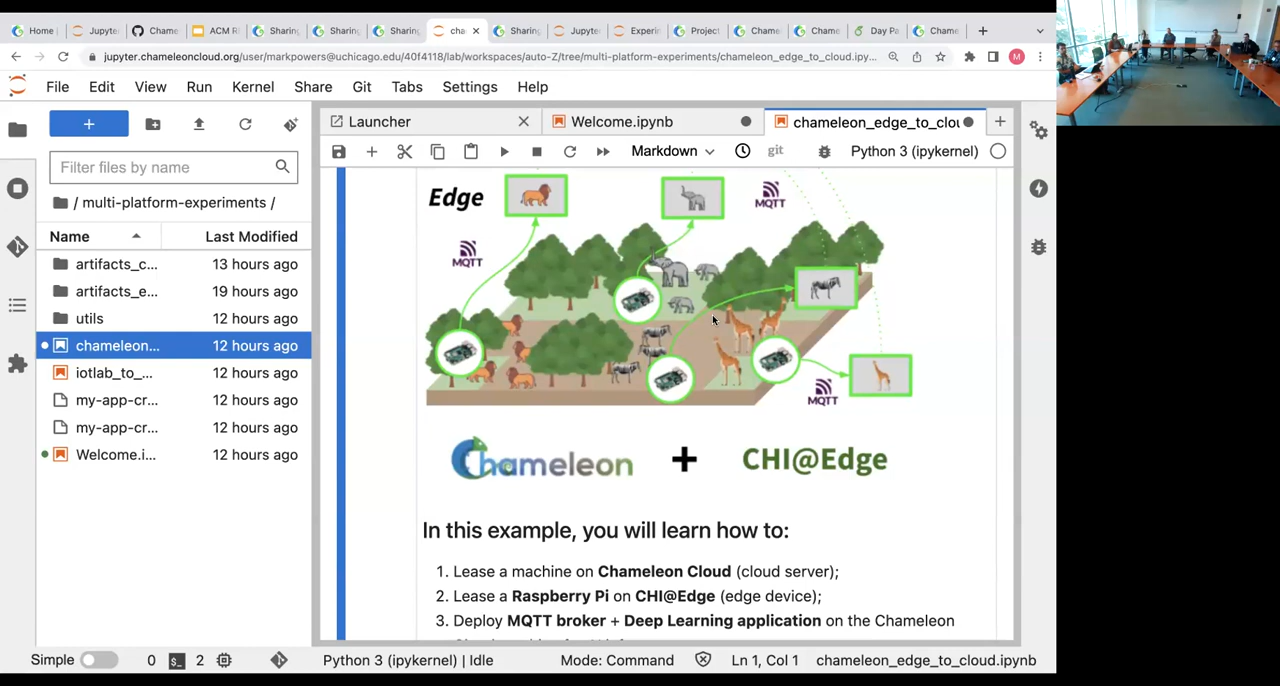 Home
Jupyte
Chame
ACM R
Sharin
Sharin
Sharin
cha
Sharin
Jupyte
Experi
Project
Chame
Chame
Day Pa
Chame
jupyter.chameleoncloud.org/user/markpowers@uchicago.edu/40f4118/lab/workspaces/auto-Z/tree/multi-platform-experiments/chameleon_edge_to_cloud.ipy...
M
File Edit View Run Kernel Share Git Tabs Settings Help
Launcher
Welcome.ipynb
chameleon_edge_to_clou
Filter files by name
Markdown
git
Python 3 (ipykernel)
/ multi-platform-experiments /
Name Last Modified
artifacts_c... 13 hours ago
artifacts_e... 19 hours ago
utils 12 hours ago
chameleon... 12 hours ago
iotlab_to_... 12 hours ago
my-app-cr... 12 hours ago
my-app-cr... 12 hours ago
Welcome.i... 12 hours ago
Edge
MQTT
MQTT
MQTT
Chameleon + CHI@Edge
In this example, you will learn how to:
1. Lease a machine on Chameleon Cloud (cloud server);
2. Lease a Raspberry Pi on CHI@Edge (edge device);
3. Deploy MQTT broker + Deep Learning application on the Chameleon
Simple 0 2 Python 3 (ipykernel) | Idle Mode: Command Ln 1, Col 1 chameleon_edge_to_cloud.ipynb